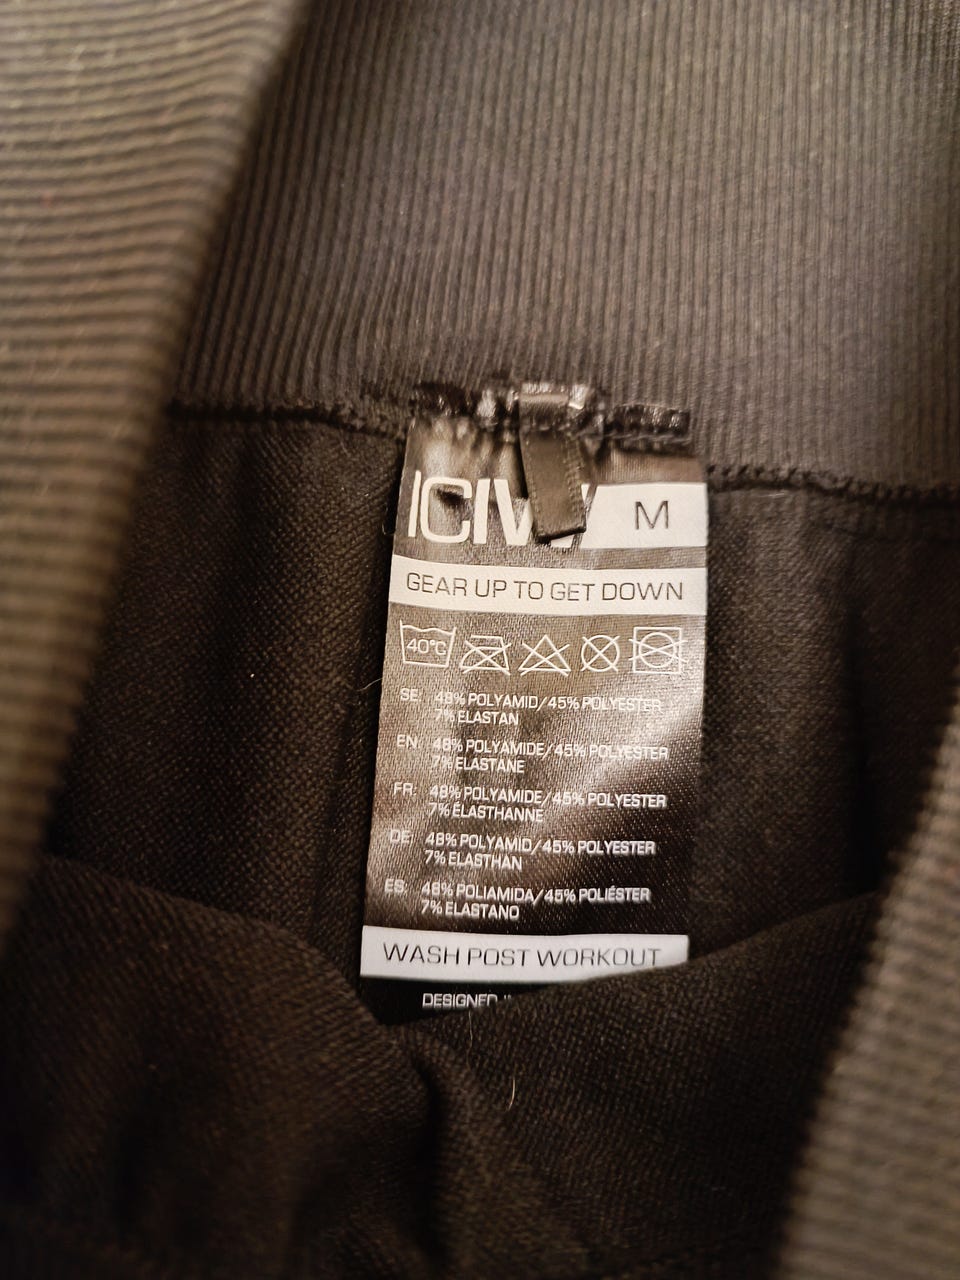 ICIW
M
GEAR UP TO GET DOWN
40°C
SE: 48% POLYAMID/45% POLYESTER
7% ELASTAN
EN: 48% POLYAMIDE/45% POLYESTER
7% ELASTANE
FR: 48% POLYAMIDE/45% POLYESTER
7% ÉLASTHANNE
DE: 48% POLYAMID/45% POLYESTER
7% ELASTHAN
ES: 48% POLIAMIDA/45% POLIÉSTER
7% ELASTANO
WASH POST WORKOUT
DESIGNED